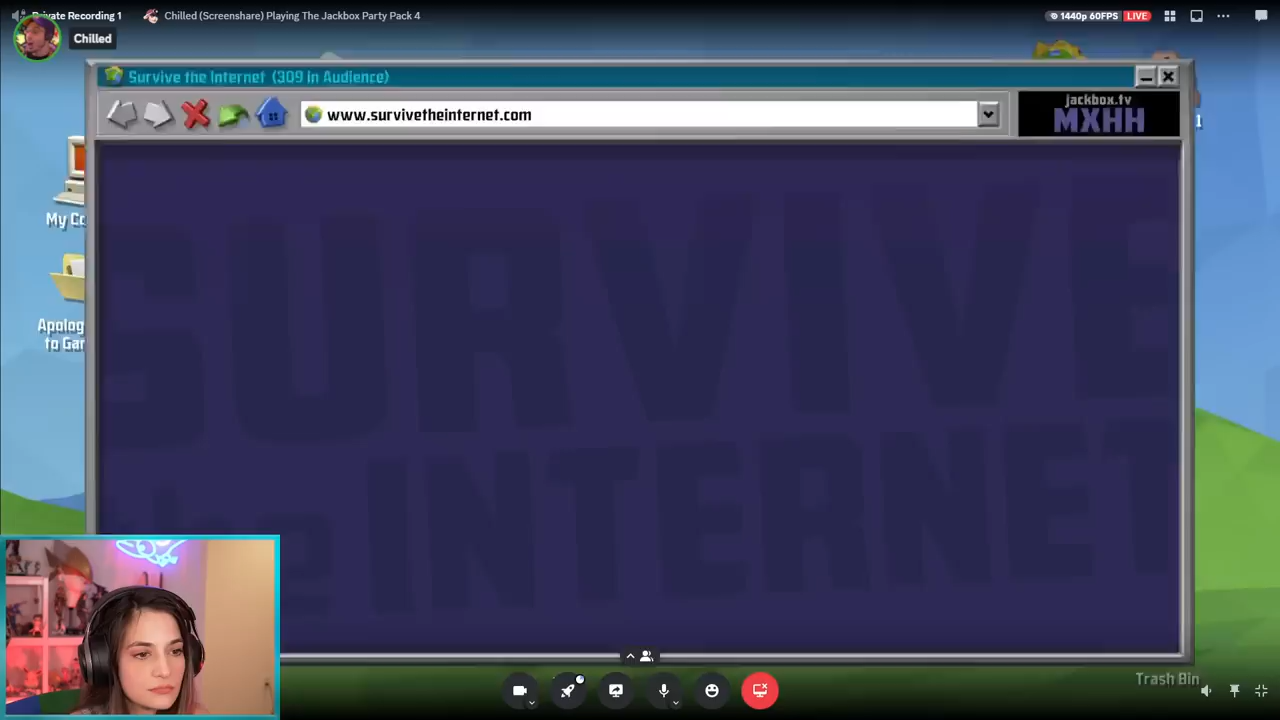 Private Recording 1
Chilled (Screenshare) Playing The Jackbox Party Pack 4
1440p 60FPS
LIVE
Chilled
Survive the Internet (309 in Audience)
www.survivetheinternet.com
jackbox.tv
MXHH
My Co
Apolog
to Gar
SURVIVE
the INTERNET
Trash Bin